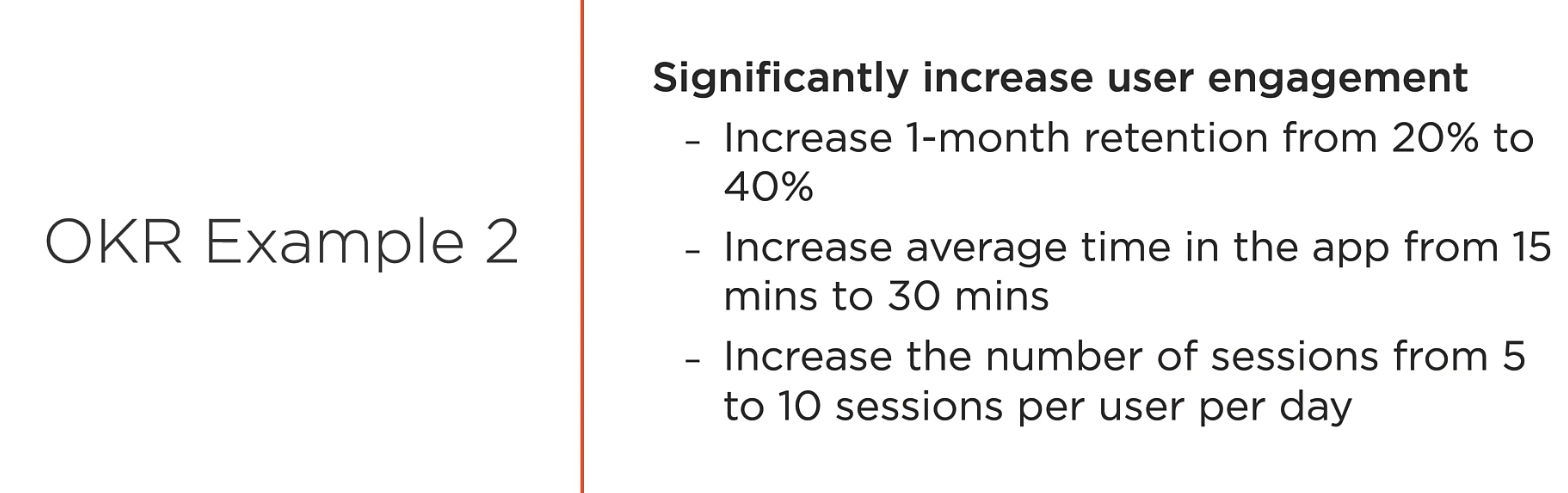 OKR Example 2
Significantly increase user engagement
- Increase 1-month retention from 20% to
40%
- Increase average time in the app from 15
mins to 30 mins
- Increase the number of sessions from 5
to 10 sessions per user per day